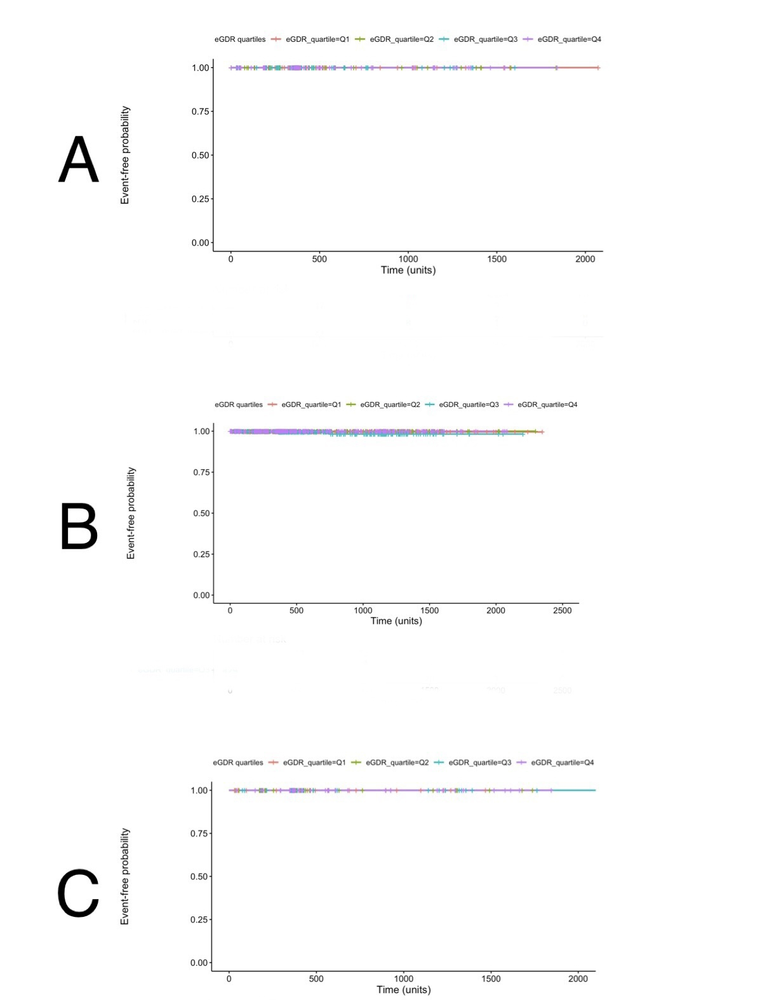 eGDR quartiles eGDR_quartile=Q1 eGDR_quartile=Q2 eGDR_quartile=Q3 eGDR_quartile=Q4
A
Event-free probability
1.00
0.75
0.50
0.25
0.00
0 500 1000 1500 2000
Time (units)
eGDR quartiles eGDR_quartile=Q1 eGDR_quartile=Q2 eGDR_quartile=Q3 eGDR_quartile=Q4
B
Event-free probability
1.00
0.75
0.50
0.25
0.00
0 500 1000 1500 2000 2500
Time (units)
2500
eGDR quartiles eGDR_quartile=Q1 eGDR_quartile=Q2 eGDR_quartile=Q3 eGDR_quartile=Q4
C
Event-free probability
1.00
0.75
0.50
0.25
0.00
0 500 1000 1500 2000
Time (units)